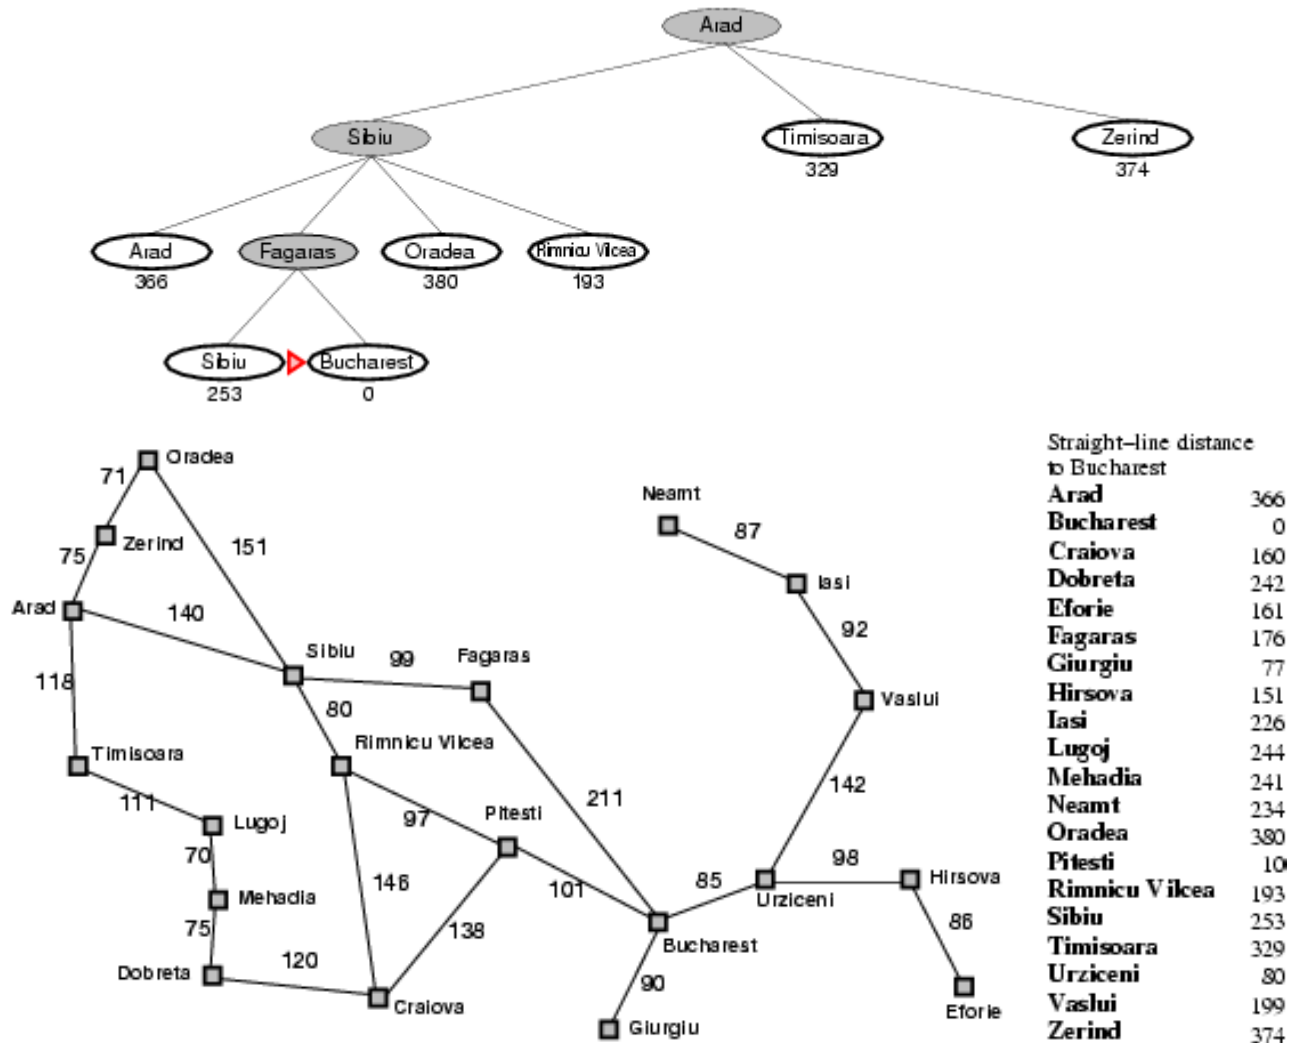 Arad
Sibiu
Timisoara
Zerind
329
374
Arad
Fagaras
Oradea
Rimnicu Vilcea
366
380
193
Sibiu
Bucharest
253
0
Straight–line distance
to Bucharest
Arad 366
Bucharest 0
Craiova 160
Dobreta 242
Eforie 161
Fagaras 176
Giurgiu 77
Hirsova 151
Iasi 226
Lugoj 244
Mehadia 241
Neamt 234
Oradea 380
Pitesti 10
Rimnicu Vilcea 193
Sibiu 253
Timisoara 329
Urziceni 80
Vaslui 199
Zerind 374
Oradea
71
Neamt
87
Zerind
151
75
Iasi
Arad
140
92
Sibiu
99
Fagaras
118
80
Vaslui
Rimnicu Vilcea
Timisoara
142
111
211
Lugoj
97
Pitesti
70
98
Hirsova
146
101
85
Mehadia
Urziceni
75
138
86
Bucharest
120
Dobreta
90
Craiova
Eforie
Giurgiu